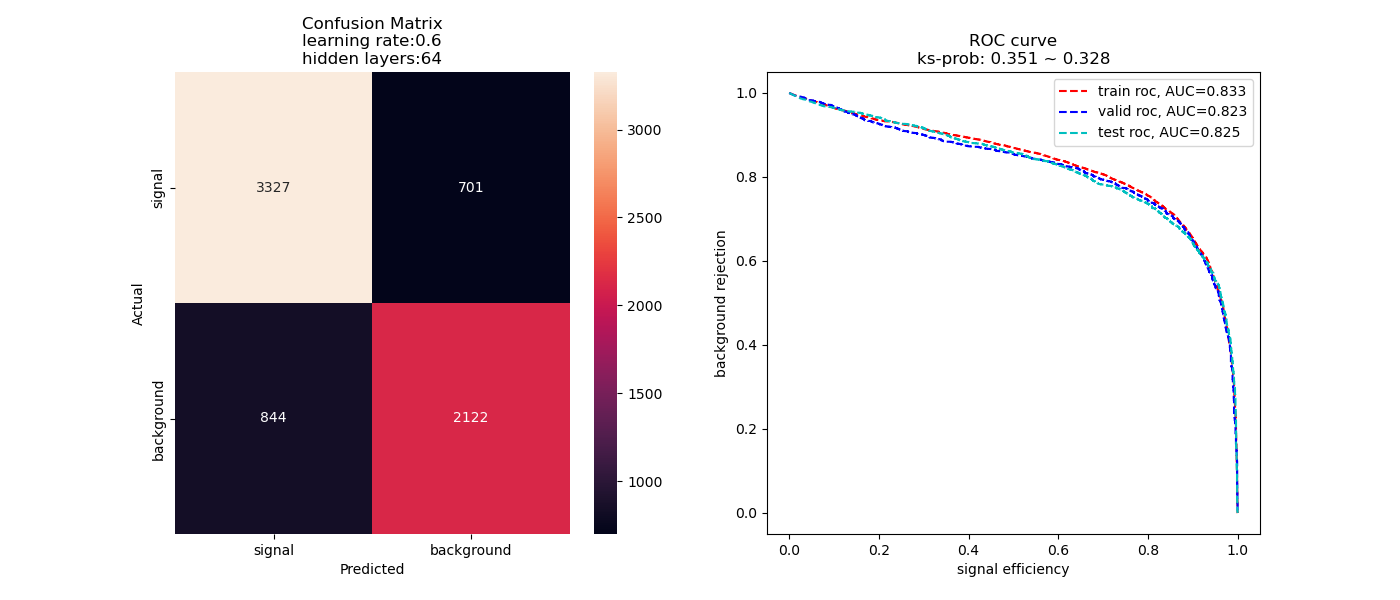 Confusion Matrix
learning rate:0.6
hidden layers:64
signal
background
Actual
3327
701
844
2122
signal
background
Predicted
3000
2500
2000
1500
1000
ROC curve
ks-prob: 0.351 ~ 0.328
train roc, AUC=0.833
valid roc, AUC=0.823
test roc, AUC=0.825
background rejection
1.0
0.8
0.6
0.4
0.2
0.0
0.0
0.2
0.4
0.6
0.8
1.0
signal efficiency